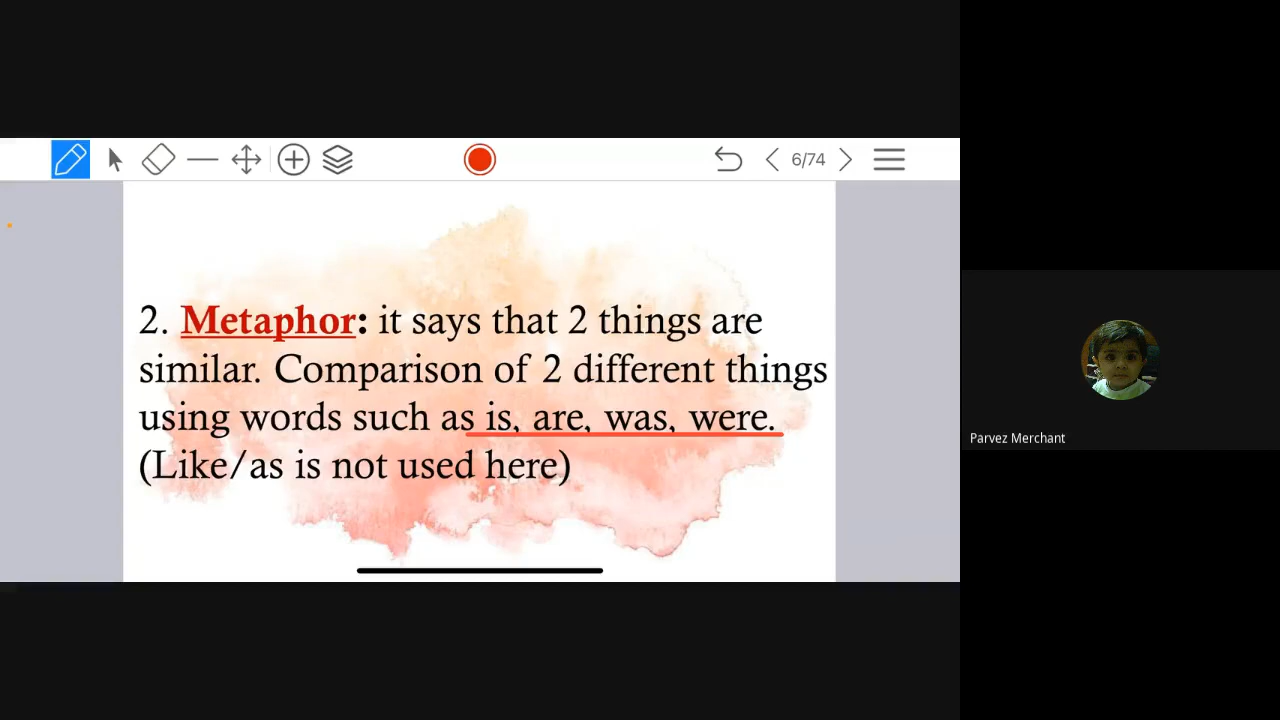 6/74
2. Metaphor: it says that 2 things are
similar. Comparison of 2 different things
using words such as is, are, was, were.
(Like/as is not used here)
Parvez Merchant